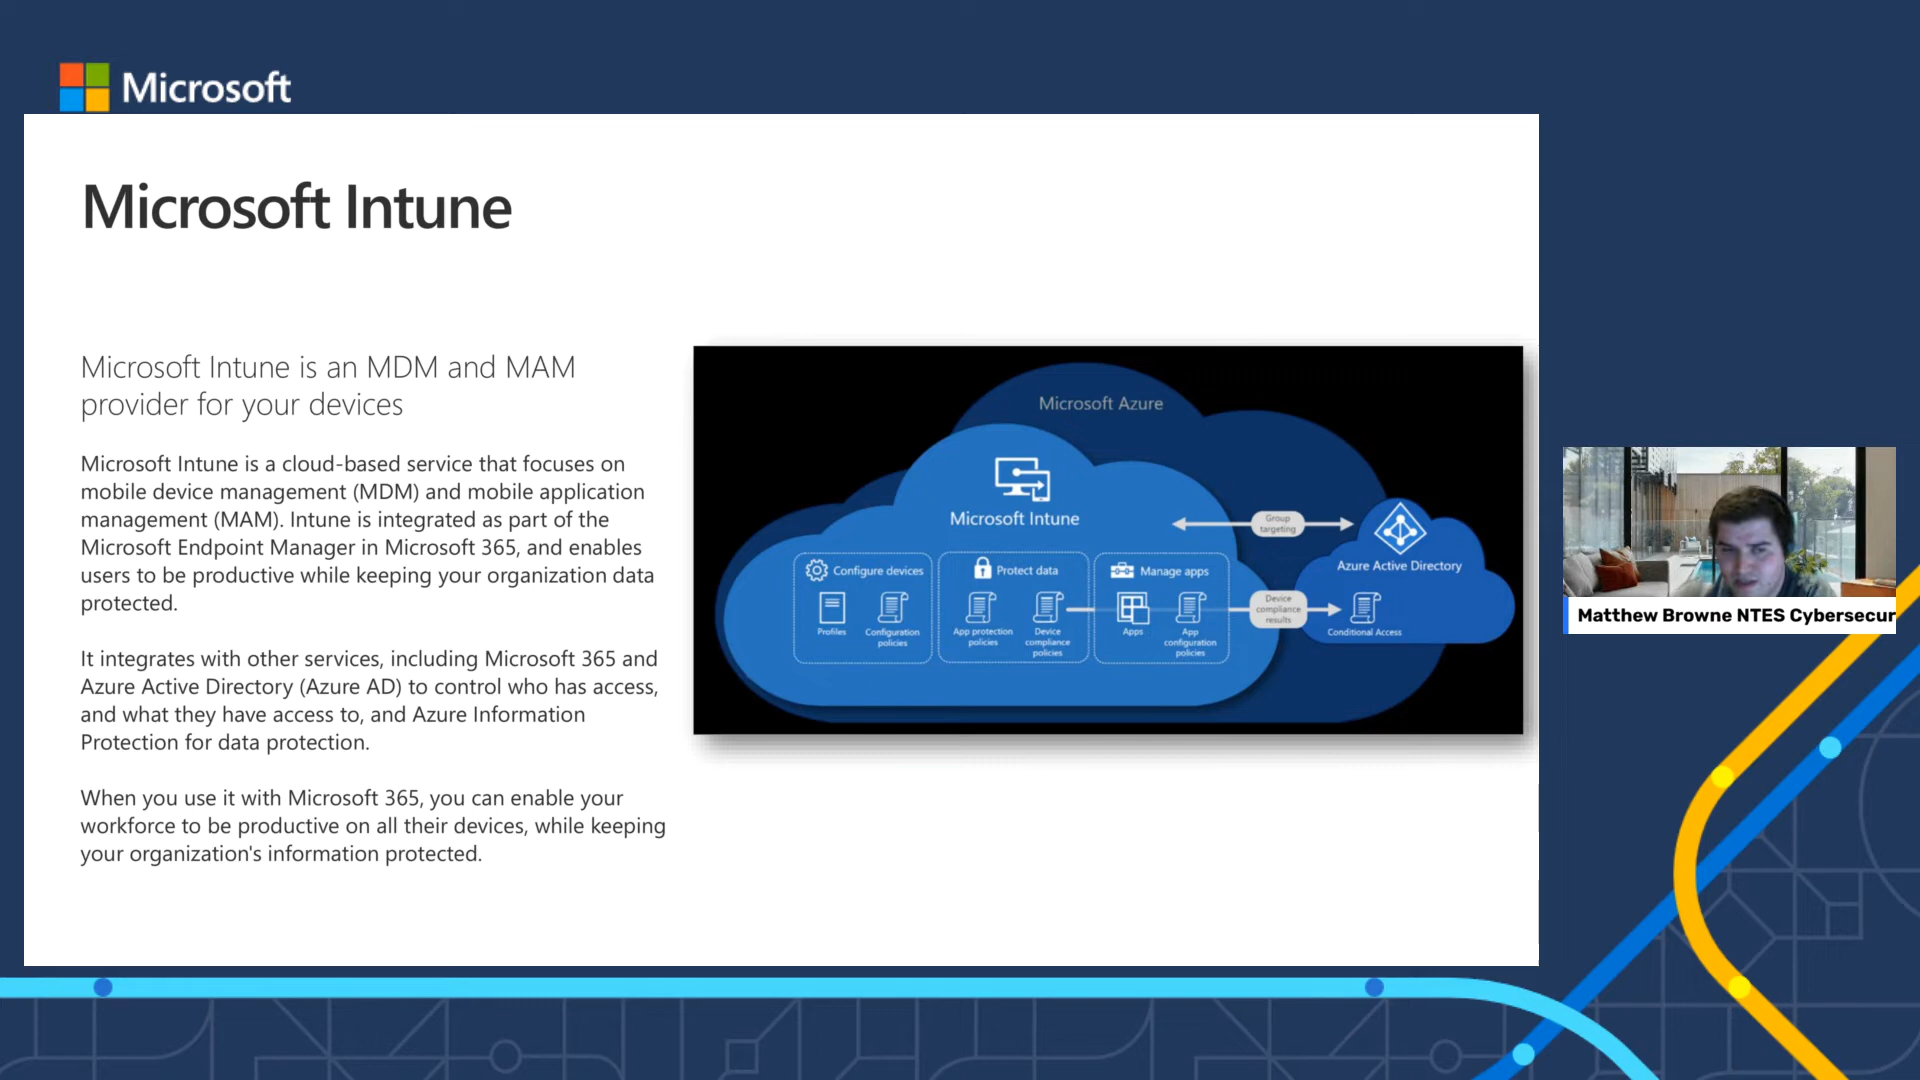 Microsoft
Microsoft Intune
Microsoft Intune is an MDM and MAM
provider for your devices
Microsoft Intune is a cloud-based service that focuses on
mobile device management (MDM) and mobile application
management (MAM). Intune is integrated as part of the
Microsoft Endpoint Manager in Microsoft 365, and enables
users to be productive while keeping your organization data
protected.
It integrates with other services, including Microsoft 365 and
Azure Active Directory (Azure AD) to control who has access,
and what they have access to, and Azure Information
Protection for data protection.
When you use it with Microsoft 365, you can enable your
workforce to be productive on all their devices, while keeping
your organization's information protected.
Microsoft Azure
Microsoft Intune
Group
targeting
Azure Active Directory
Configure devices
Profiles
Configuration
policies
Protect data
App protection
policies
Device
compliance
policies
Manage apps
Apps
App
configuration
policies
Device
compliance
results
Conditional Access
Matthew Browne NTES Cybersecur